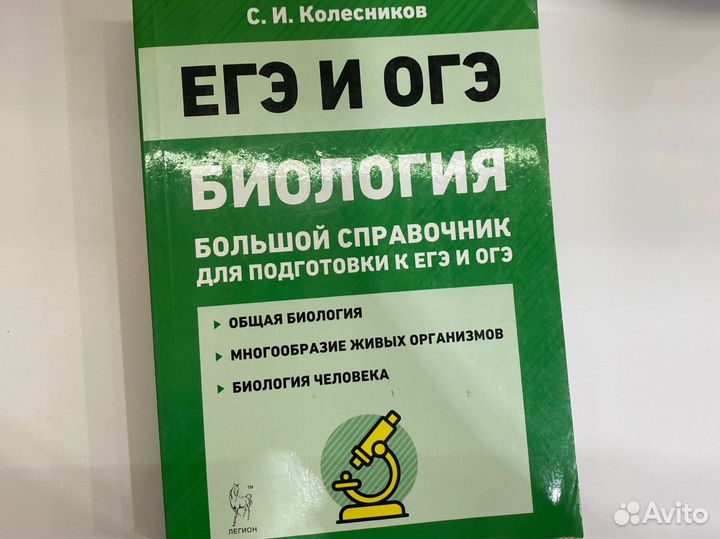 С. И. Колесников
ЕГЭ И ОГЭ
БИОЛОГИЯ
БОЛЬШОЙ СПРАВОЧНИК
ДЛЯ ПОДГОТОВКИ К ЕГЭ И ОГЭ
ОБЩАЯ БИОЛОГИЯ
МНОГООБРАЗИЕ ЖИВЫХ ОРГАНИЗМОВ
БИОЛОГИЯ ЧЕЛОВЕКА
TM
ЛЕГИОН
Avito